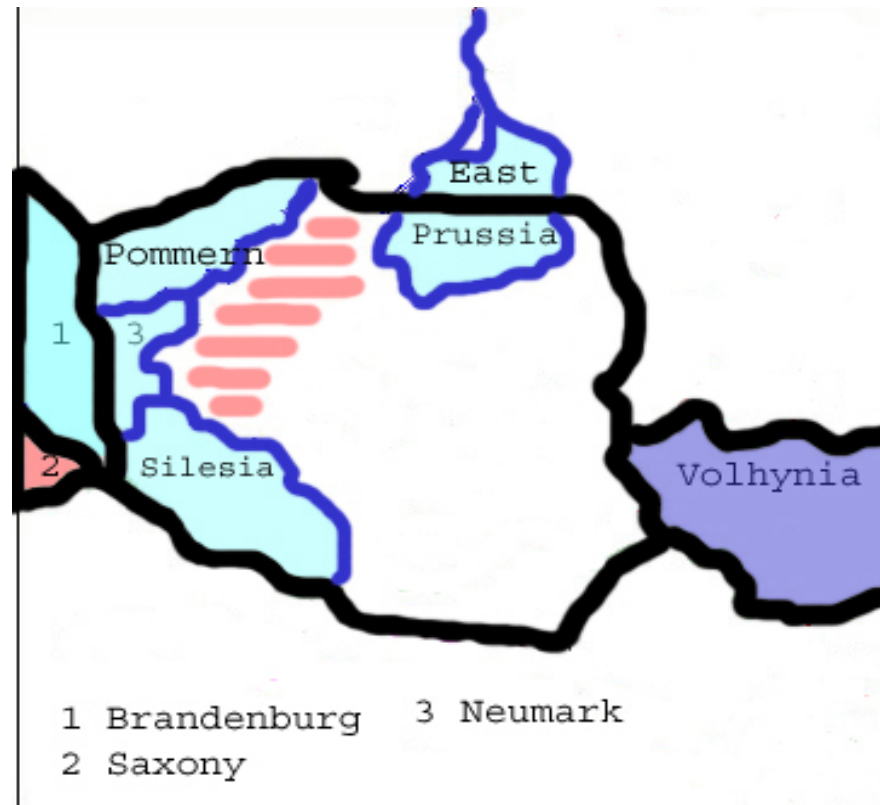 East
Prussia
Pommern
1
3
2
Silesia
Volhynia
1 Brandenburg
3 Neumark
2 Saxony